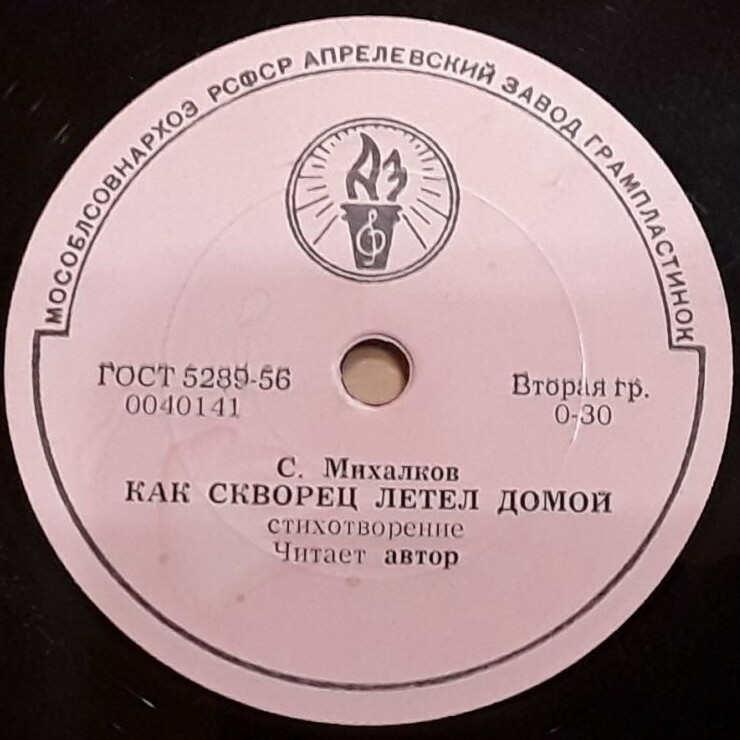 МОСОБЛСОВНАРХОЗ РСФСР АПРЕЛЕВСКИЙ ЗАВОД ГРАМПЛАСТИНОК
АЗ
ГОСТ 5289-56
0040141
Вторая гр.
0-30
С. Михалков
КАК СКВОРЕЦ ЛЕТЕЛ ДОМОЙ
стихотворение
Читает автор